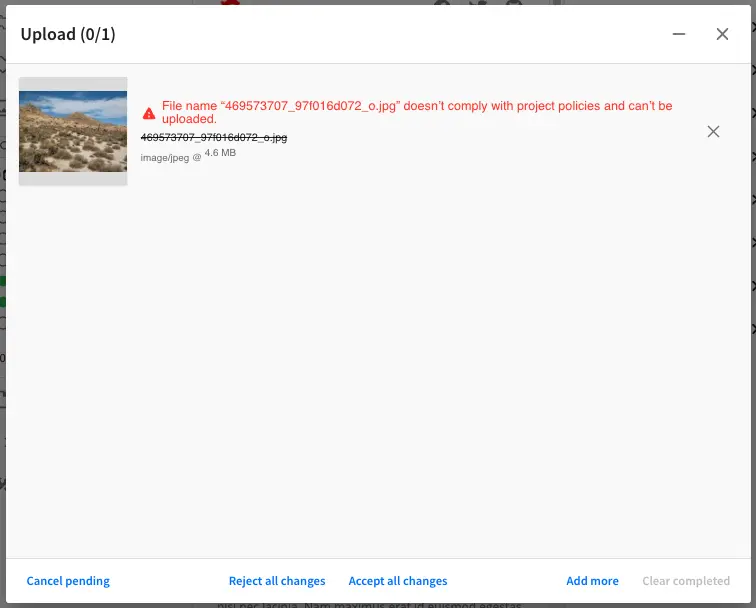 Upload (0/1)
File name “469573707_97f016d072_o.jpg” doesn’t comply with project policies and can’t be
uploaded.
469573707_97f016d072_o.jpg
image/jpeg @ 4.6 MB
Cancel pending
Reject all changes
Accept all changes
Add more
Clear completed